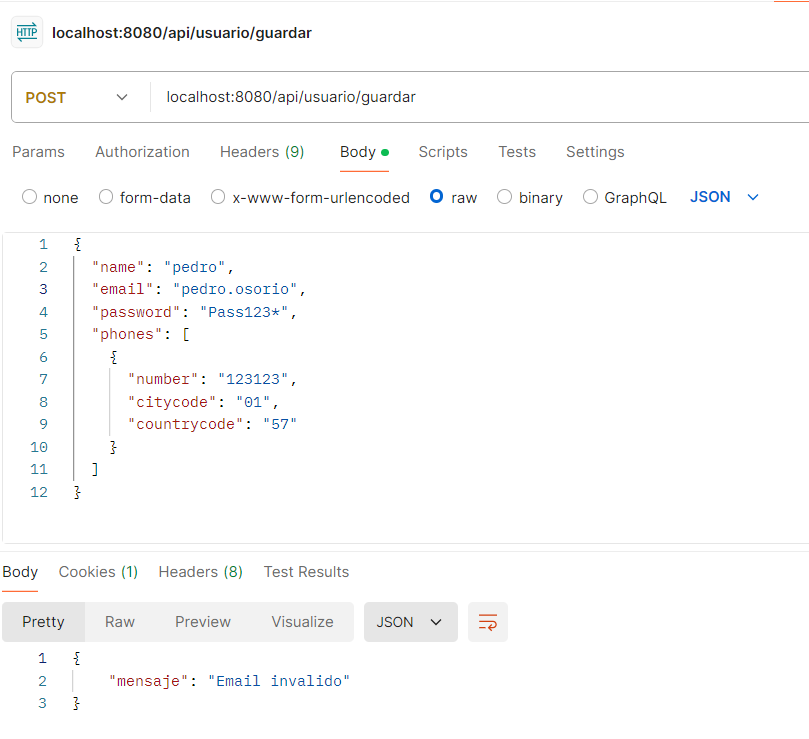 HTTP localhost:8080/api/usuario/guardar
POST localhost:8080/api/usuario/guardar
Params Authorization Headers (9) Body Scripts Tests Settings
none form-data x-www-form-urlencoded raw binary GraphQL JSON
1 {
2 "name": "pedro",
3 "email": "pedro.osorio",
4 "password": "Pass123*",
5 "phones": [
6 {
7 "number": "123123",
8 "citycode": "01",
9 "countrycode": "57"
10 }
11 ]
12 }
Body Cookies (1) Headers (8) Test Results
Pretty Raw Preview Visualize JSON
1 {
2 "mensaje": "Email invalido"
3 }